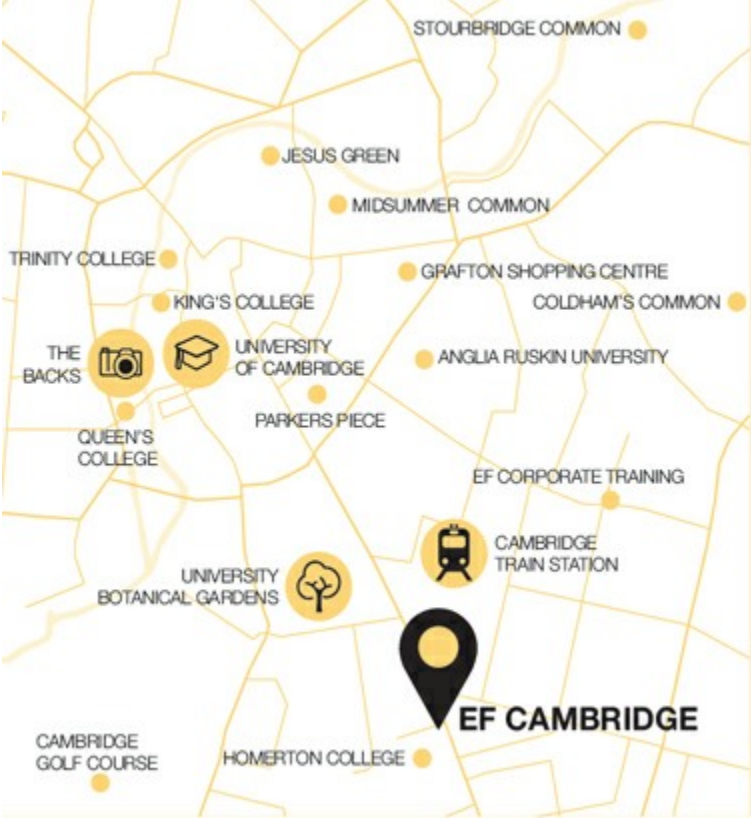 STOURBRIDGE COMMON
JESUS GREEN
MIDSUMMER COMMON
TRINITY COLLEGE
GRAFTON SHOPPING CENTRE
KING'S COLLEGE
COLDHAM'S COMMON
THE
BACKS
UNIVERSITY
OF CAMBRIDGE
ANGLIA RUSKIN UNIVERSITY
PARKERS PIECE
QUEEN'S
COLLEGE
EF CORPORATE TRAINING
CAMBRIDGE
TRAIN STATION
UNIVERSITY
BOTANICAL GARDENS
EF CAMBRIDGE
CAMBRIDGE
GOLF COURSE
HOMERTON COLLEGE